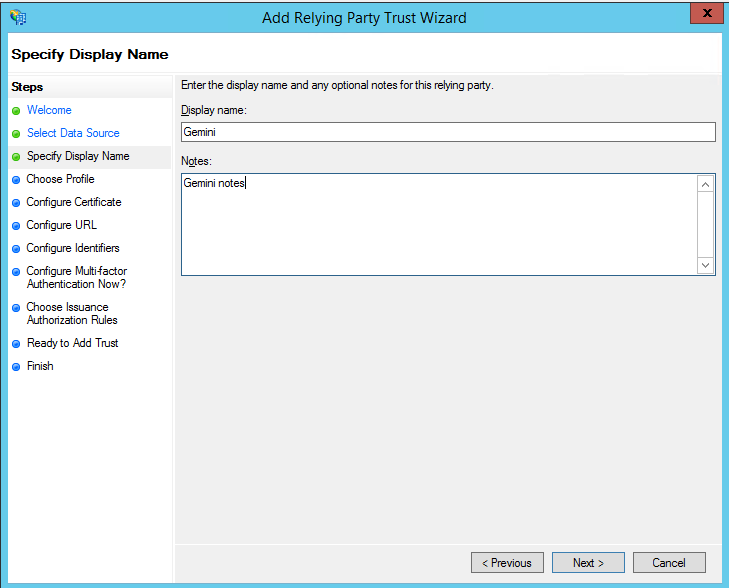 Add Relying Party Trust Wizard
x
Specify Display Name
Steps
Welcome
Select Data Source
Specify Display Name
Choose Profile
Configure Certificate
Configure URL
Configure Identifiers
Configure Multi-factor
Authentication Now?
Choose Issuance
Authorization Rules
Ready to Add Trust
Finish
Enter the display name and any optional notes for this relying party.
Display name:
Gemini
Notes:
Gemini notes
< Previous
Next >
Cancel